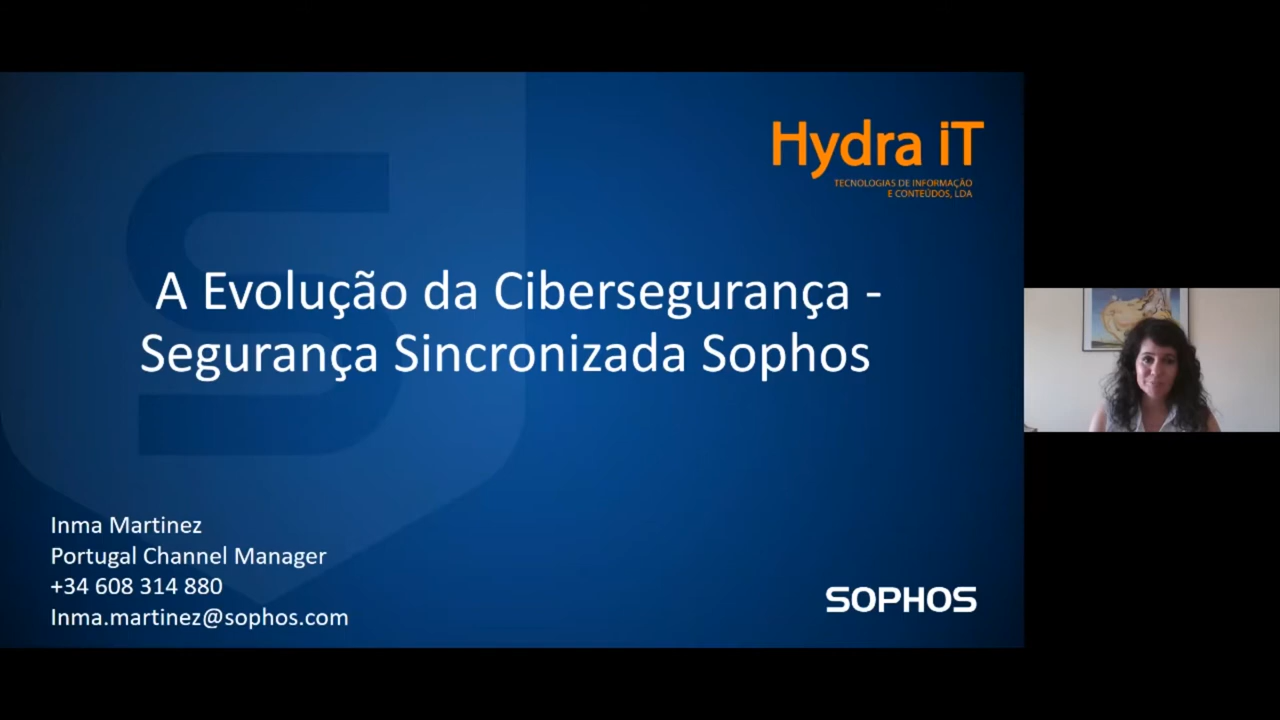 Hydra iT
TECNOLOGIAS DE INFORMAÇÃO
E CONTEÚDOS, LDA
A Evolução da Cibersegurança -
Segurança Sincronizada Sophos
Inma Martinez
Portugal Channel Manager
+34 608 314 880
Inma.martinez@sophos.com
SOPHOS